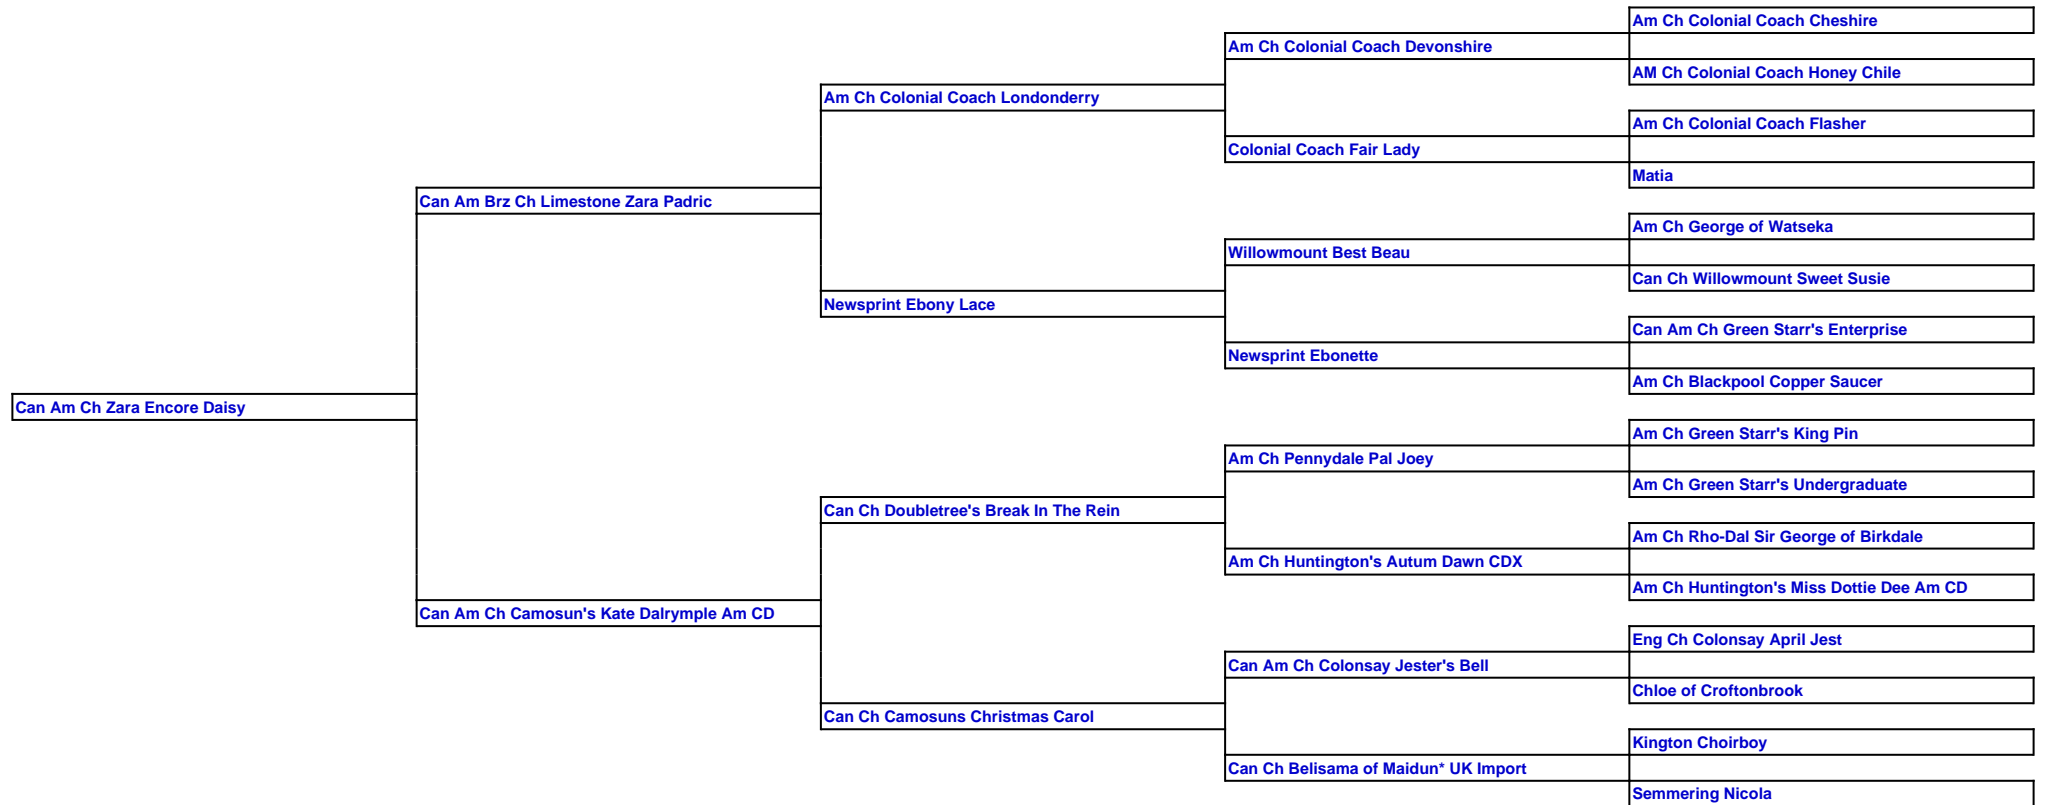 Am Ch Colonial Coach Cheshire
Am Ch Colonial Coach Devonshire
AM Ch Colonial Coach Honey Chile
Am Ch Colonial Coach Londonderry
Am Ch Colonial Coach Flasher
Colonial Coach Fair Lady
Matia
Can Am Brz Ch Limestone Zara Padric
Am Ch George of Watseka
Willowmount Best Beau
Can Ch Willowmount Sweet Susie
Newsprint Ebony Lace
Can Am Ch Green Starr's Enterprise
Newsprint Ebonette
Am Ch Blackpool Copper Saucer
Can Am Ch Zara Encore Daisy
Am Ch Green Starr's King Pin
Am Ch Pennydale Pal Joey
Am Ch Green Starr's Undergraduate
Can Ch Doubletree's Break In The Rein
Am Ch Rho-Dal Sir George of Birkdale
Am Ch Huntington's Autum Dawn CDX
Am Ch Huntington's Miss Dottie Dee Am CD
Can Am Ch Camosun's Kate Dalrymple Am CD
Eng Ch Colonsay April Jest
Can Am Ch Colonsay Jester's Bell
Chloe of Croftonbrook
Can Ch Camosuns Christmas Carol
Kington Choirboy
Can Ch Belisama of Maidun* UK Import
Semmering Nicola